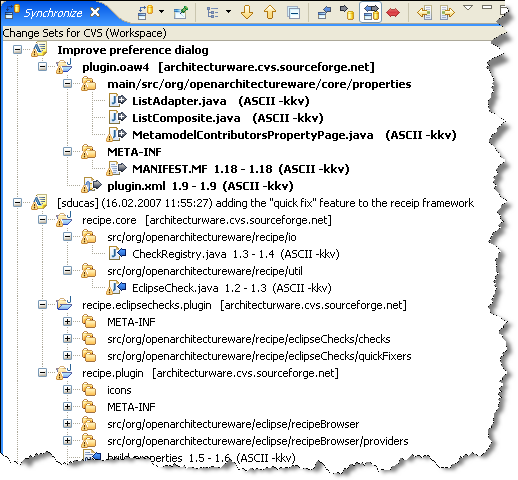 Synchronize
Change Sets for CVS (Workspace)
Improve preference dialog
plugin.oaw4 [architecturware.cvs.sourceforge.net]
main/src/org/openarchitectureware/core/properties
ListAdapter.java (ASCII -kkv)
ListComposite.java (ASCII -kkv)
MetamodelContributorsPropertyPage.java (ASCII -kkv)
META-INF
MANIFEST.MF 1.18 - 1.18 (ASCII -kkv)
plugin.xml 1.9 - 1.9 (ASCII -kkv)
[sducas] (16.02.2007 11:55:27) adding the "quick fix" feature to the receip framework
recipe.core [architecturware.cvs.sourceforge.net]
src/org/openarchitectureware/recipe/io
CheckRegistry.java 1.3 - 1.4 (ASCII -kkv)
src/org/openarchitectureware/recipe/util
EclipseCheck.java 1.2 - 1.3 (ASCII -kkv)
recipe.eclipsechecks.plugin [architecturware.cvs.sourceforge.net]
META-INF
src/org/openarchitectureware/recipe/eclipseChecks/checks
src/org/openarchitectureware/recipe/eclipseChecks/quickFixers
recipe.plugin [architecturware.cvs.sourceforge.net]
icons
META-INF
src/org/openarchitectureware/eclipse/recipeBrowser
src/org/openarchitectureware/eclipse/recipeBrowser/providers
build.properties 1.5 - 1.6 (ASCII -kkv)